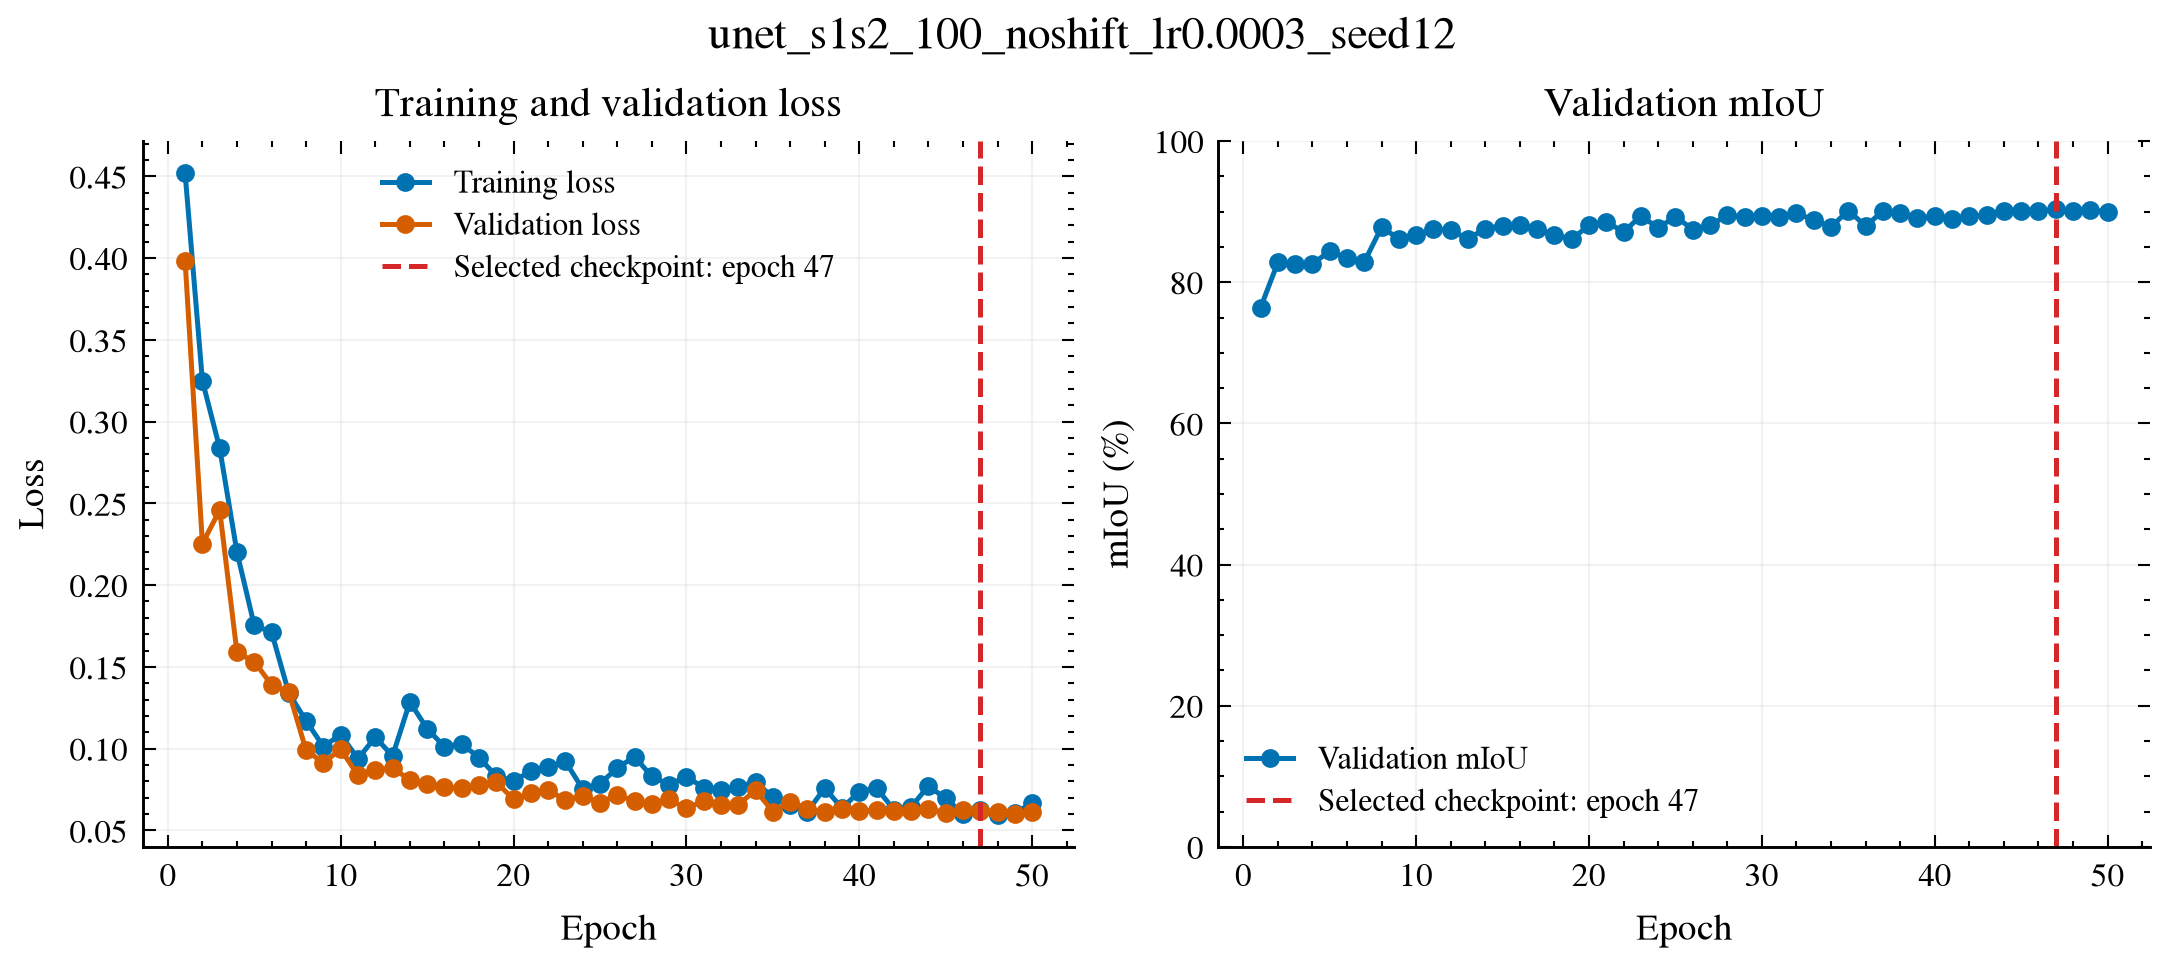 unet_s1s2_100_noshift_lr0.0003_seed12
Training and validation loss
Training loss
Validation loss
Selected checkpoint: epoch 47
0.45
0.40
0.35
0.30
0.25
0.20
0.15
0.10
0.05
Loss
0 10 20 30 40 50
Epoch
Validation mIoU
100
80
60
40
20
0
mIoU (%)
Validation mIoU
Selected checkpoint: epoch 47
0 10 20 30 40 50
Epoch